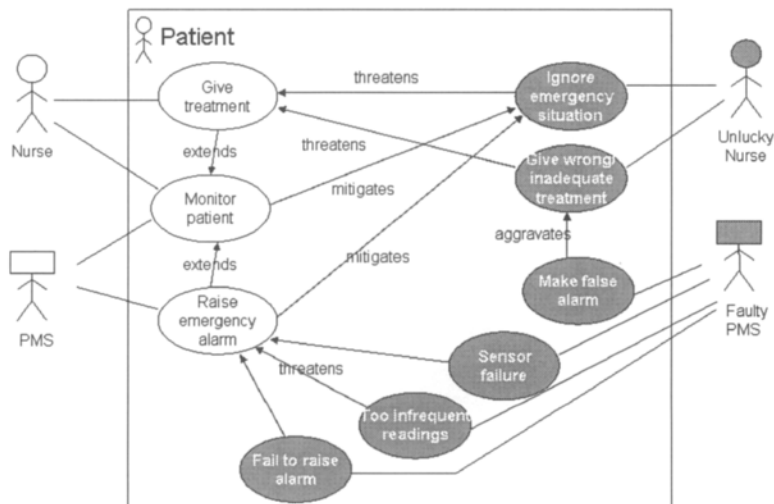 Patient
Give
treatment
threatens
Ignore
emergency
situation
Nurse
Unlucky
Nurse
extends
threatens
Give wrong/
inadequate
treatment
Monitor
patient
mitigates
aggravates
extends
mitigates
Make false
alarm
PMS
Raise
emergency
alarm
Faulty
PMS
Sensor
failure
threatens
Too infrequent
readings
Fail to raise
alarm